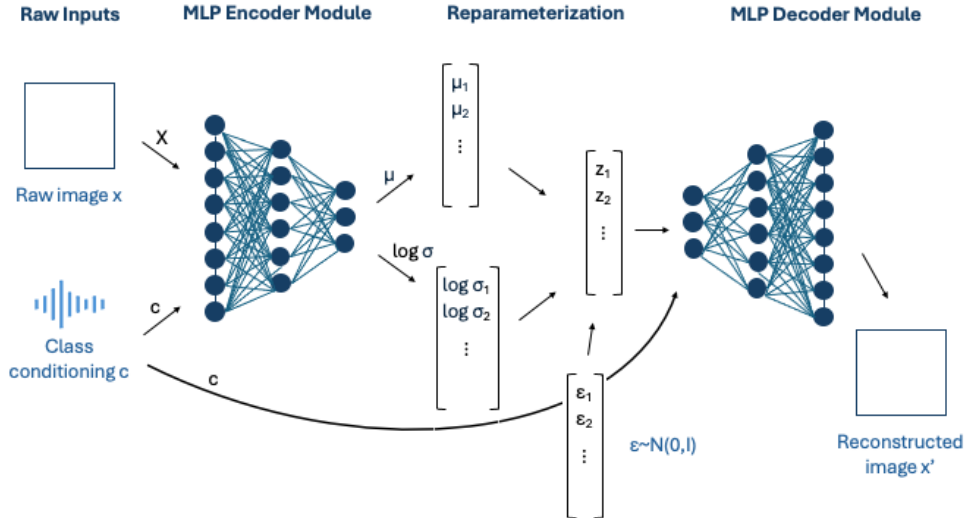 Raw Inputs
MLP Encoder Module
Reparameterization
MLP Decoder Module
X
Raw image x
c
Class
conditioning c
c
μ
log σ
μ₁
μ₂
⋮
log σ₁
log σ₂
⋮
z₁
z₂
⋮
ε₁
ε₂
⋮
ε~N(0,I)
Reconstructed
image x’